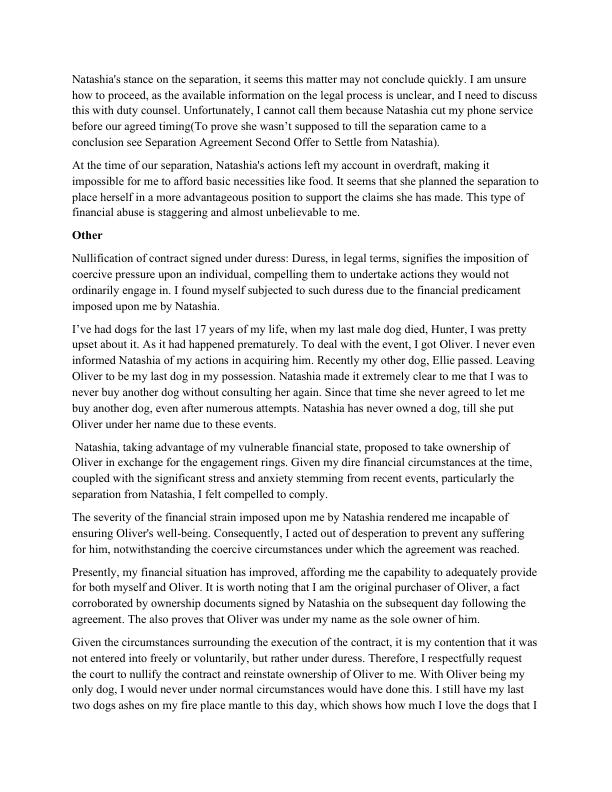 Natashia's stance on the separation, it seems this matter may not conclude quickly. I am unsure
how to proceed, as the available information on the legal process is unclear, and I need to discuss
this with duty counsel. Unfortunately, I cannot call them because Natashia cut my phone service
before our agreed timing(To prove she wasn’t supposed to till the separation came to a
conclusion see Separation Agreement Second Offer to Settle from Natashia).
At the time of our separation, Natashia's actions left my account in overdraft, making it
impossible for me to afford basic necessities like food. It seems that she planned the separation to
place herself in a more advantageous position to support the claims she has made. This type of
financial abuse is staggering and almost unbelievable to me.
Other
Nullification of contract signed under duress: Duress, in legal terms, signifies the imposition of
coercive pressure upon an individual, compelling them to undertake actions they would not
ordinarily engage in. I found myself subjected to such duress due to the financial predicament
imposed upon me by Natashia.
I’ve had dogs for the last 17 years of my life, when my last male dog died, Hunter, I was pretty
upset about it. As it had happened prematurely. To deal with the event, I got Oliver. I never even
informed Natashia of my actions in acquiring him. Recently my other dog, Ellie passed. Leaving
Oliver to be my last dog in my possession. Natashia made it extremely clear to me that I was to
never buy another dog without consulting her again. Since that time she never agreed to let me
buy another dog, even after numerous attempts. Natashia has never owned a dog, till she put
Oliver under her name due to these events.
Natashia, taking advantage of my vulnerable financial state, proposed to take ownership of
Oliver in exchange for the engagement rings. Given my dire financial circumstances at the time,
coupled with the significant stress and anxiety stemming from recent events, particularly the
separation from Natashia, I felt compelled to comply.
The severity of the financial strain imposed upon me by Natashia rendered me incapable of
ensuring Oliver's well-being. Consequently, I acted out of desperation to prevent any suffering
for him, notwithstanding the coercive circumstances under which the agreement was reached.
Presently, my financial situation has improved, affording me the capability to adequately provide
for both myself and Oliver. It is worth noting that I am the original purchaser of Oliver, a fact
corroborated by ownership documents signed by Natashia on the subsequent day following the
agreement. The also proves that Oliver was under my name as the sole owner of him.
Given the circumstances surrounding the execution of the contract, it is my contention that it was
not entered into freely or voluntarily, but rather under duress. Therefore, I respectfully request
the court to nullify the contract and reinstate ownership of Oliver to me. With Oliver being my
only dog, I would never under normal circumstances would have done this. I still have my last
two dogs ashes on my fire place mantle to this day, which shows how much I love the dogs that I